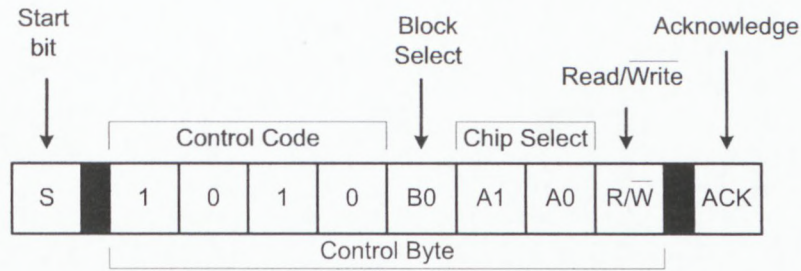 Start
bit
Block
Select
Acknowledge
Read/W̅r̅i̅t̅e̅
Control Code
Chip Select
S 1 0 1 0 B0 A1 A0 R/W̅ ACK
Control Byte